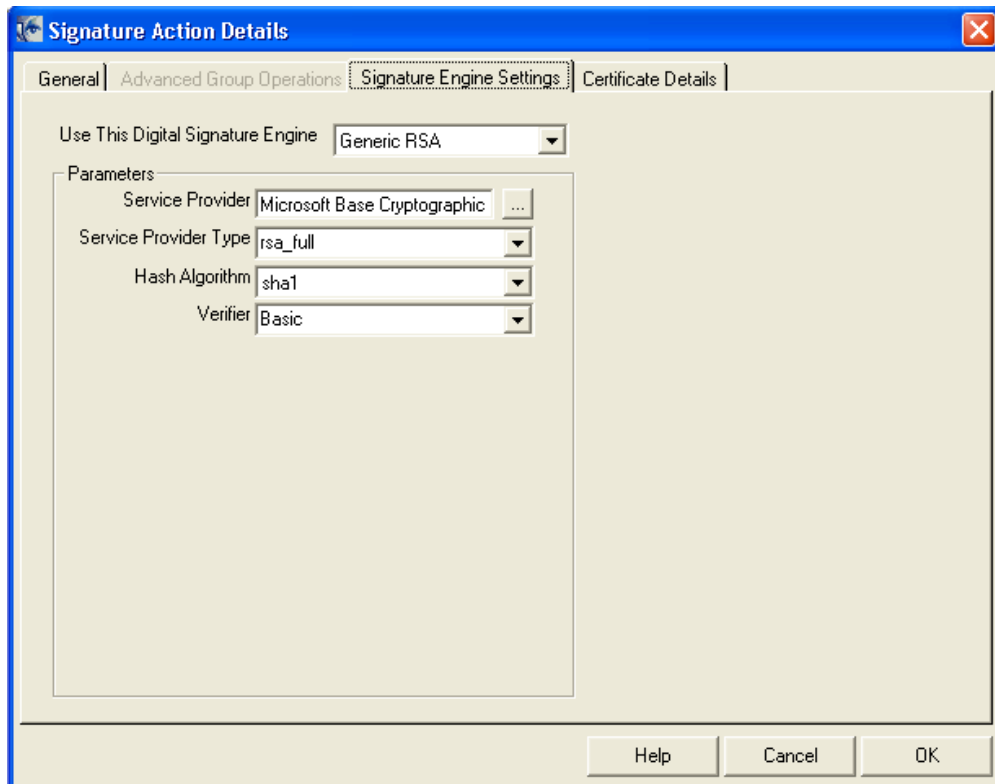 Signature Action Details
General Advanced Group Operations Signature Engine Settings Certificate Details
Use This Digital Signature Engine Generic RSA
Parameters
Service Provider Microsoft Base Cryptographic ...
Service Provider Type rsa_full
Hash Algorithm sha1
Verifier Basic
Help Cancel OK